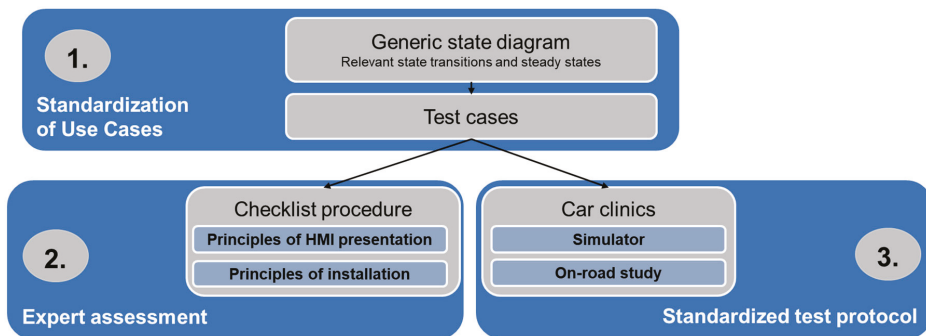 1.
Standardization
of Use Cases
Generic state diagram
Relevant state transitions and steady states
Test cases
2.
Expert assessment
Checklist procedure
Principles of HMI presentation
Principles of installation
Car clinics
Simulator
On-road study
3.
Standardized test protocol